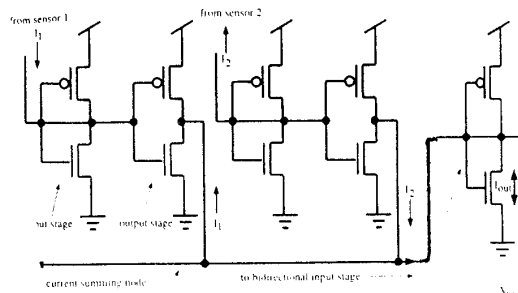 from sensor 1
from sensor 2
I1
I2
stage
output stage
I1
I2
Iout
current summing node
to bidirectional input stage